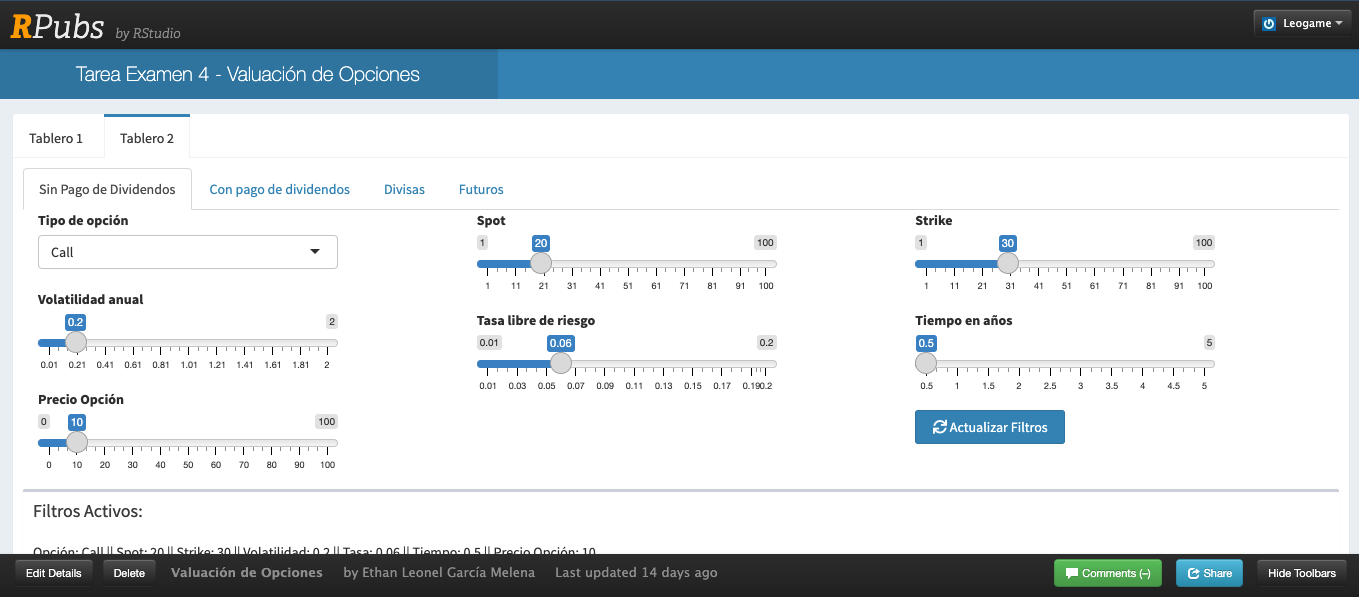 RPubs by RStudio
Leogame
Tarea Examen 4 - Valuación de Opciones
Tablero 1
Tablero 2
Sin Pago de Dividendos
Con pago de dividendos
Divisas
Futuros
Tipo de opción
Call
Spot
1 20 100
1 11 21 31 41 51 61 71 81 91 100
Strike
1 30 100
1 11 21 31 41 51 61 71 81 91 100
Volatilidad anual
0.2 2
0.01 0.21 0.41 0.61 0.81 1.01 1.21 1.41 1.61 1.81 2
Tasa libre de riesgo
0.01 0.06 0.2
0.01 0.03 0.05 0.07 0.09 0.11 0.13 0.15 0.17 0.19 0.2
Tiempo en años
0.5 5
0.5 1 1.5 2 2.5 3 3.5 4 4.5 5
Precio Opción
0 10 100
0 10 20 30 40 50 60 70 80 90 100
Actualizar Filtros
Filtros Activos:
Opción: Call || Spot: 20 || Strike: 30 || Volatilidad: 0.2 || Tasa: 0.06 || Tiempo: 0.5 || Precio Opción: 10
Edit Details
Delete
Valuación de Opciones
by Ethan Leonel García Melena
Last updated 14 days ago
Comments (–)
Share
Hide Toolbars